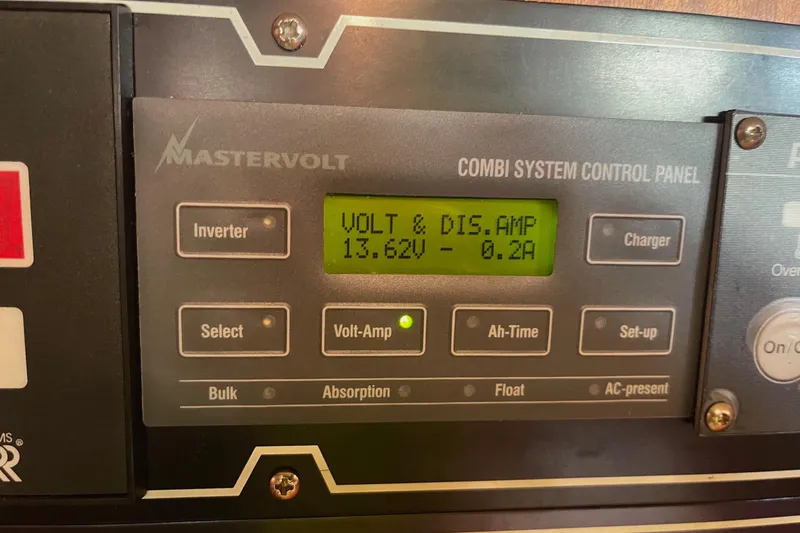 MASTERVOLT
COMBI SYSTEM CONTROL PANEL
Inverter
VOLT & DIS.AMP
13.62V - 0.2A
Charger
Select
Volt-Amp
Ah-Time
Set-up
Bulk
Absorption
Float
AC-present
MS
®